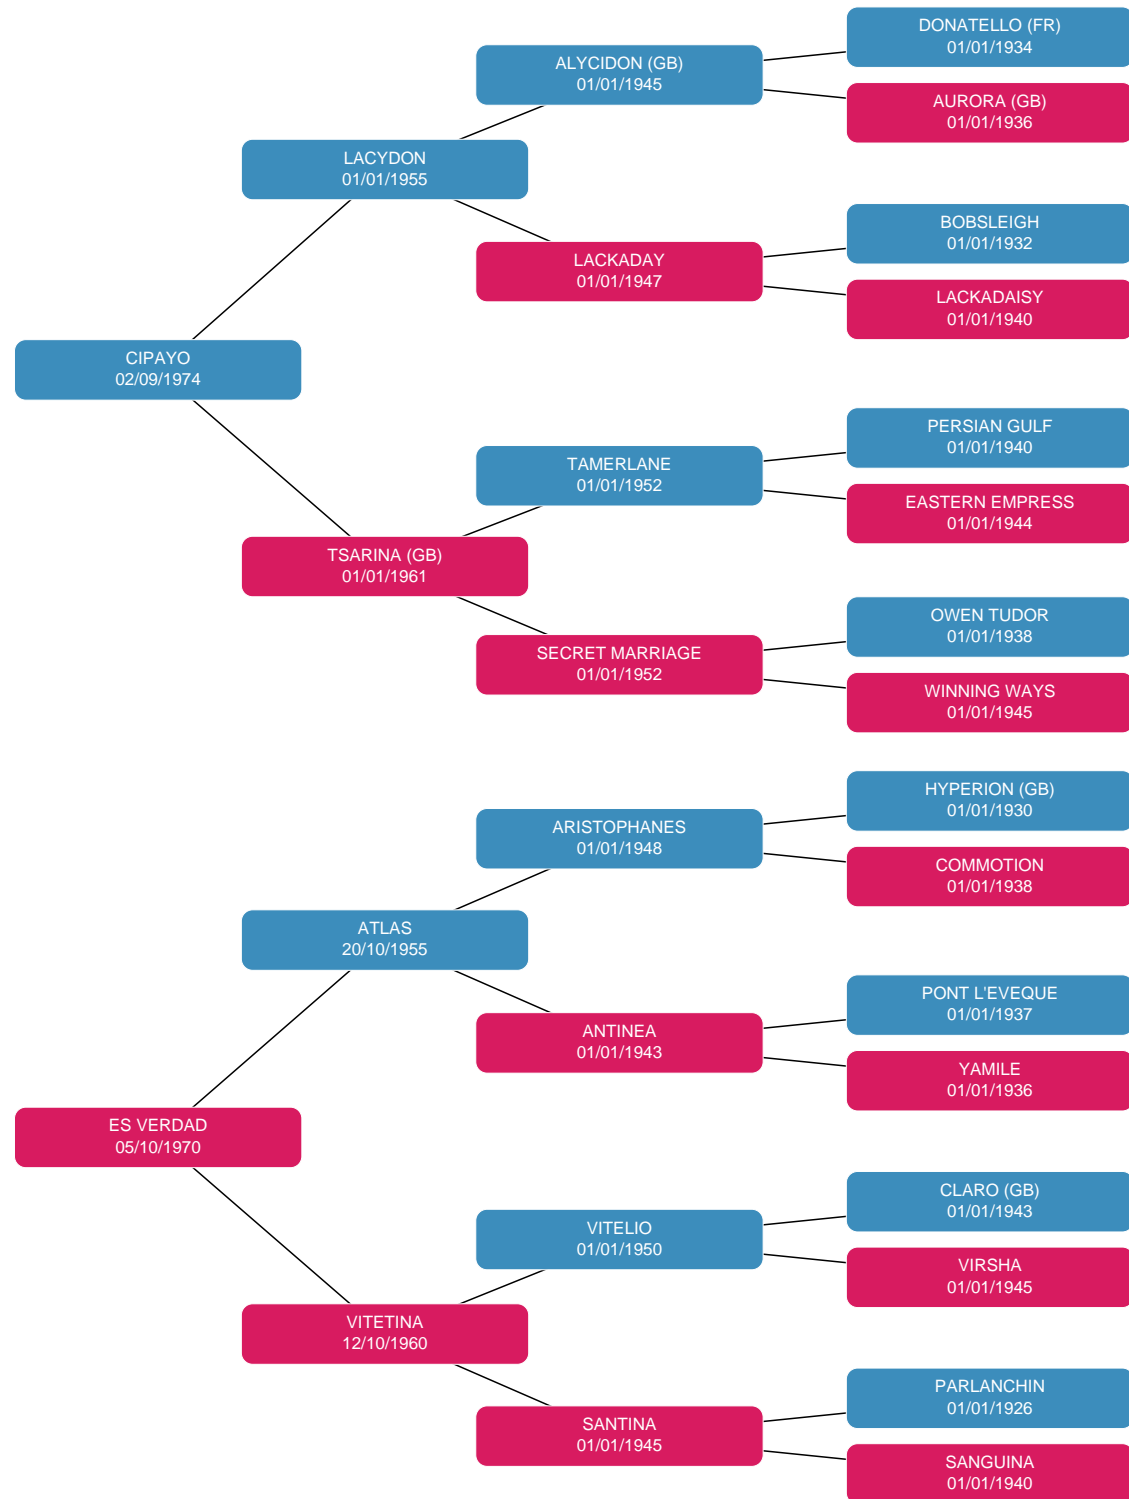 DONATELLO (FR)
01/01/1934
ALYCIDON (GB)
01/01/1945
AURORA (GB)
01/01/1936
LACYDON
01/01/1955
BOBSLEIGH
01/01/1932
LACKADAY
01/01/1947
LACKADAISY
01/01/1940
CIPAYO
02/09/1974
PERSIAN GULF
01/01/1940
TAMERLANE
01/01/1952
EASTERN EMPRESS
01/01/1944
TSARINA (GB)
01/01/1961
OWEN TUDOR
01/01/1938
SECRET MARRIAGE
01/01/1952
WINNING WAYS
01/01/1945
HYPERION (GB)
01/01/1930
ARISTOPHANES
01/01/1948
COMMOTION
01/01/1938
ATLAS
20/10/1955
PONT L'EVEQUE
01/01/1937
ANTINEA
01/01/1943
YAMILE
01/01/1936
ES VERDAD
05/10/1970
CLARO (GB)
01/01/1943
VITELIO
01/01/1950
VIRSHA
01/01/1945
VITETINA
12/10/1960
PARLANCHIN
01/01/1926
SANTINA
01/01/1945
SANGUINA
01/01/1940